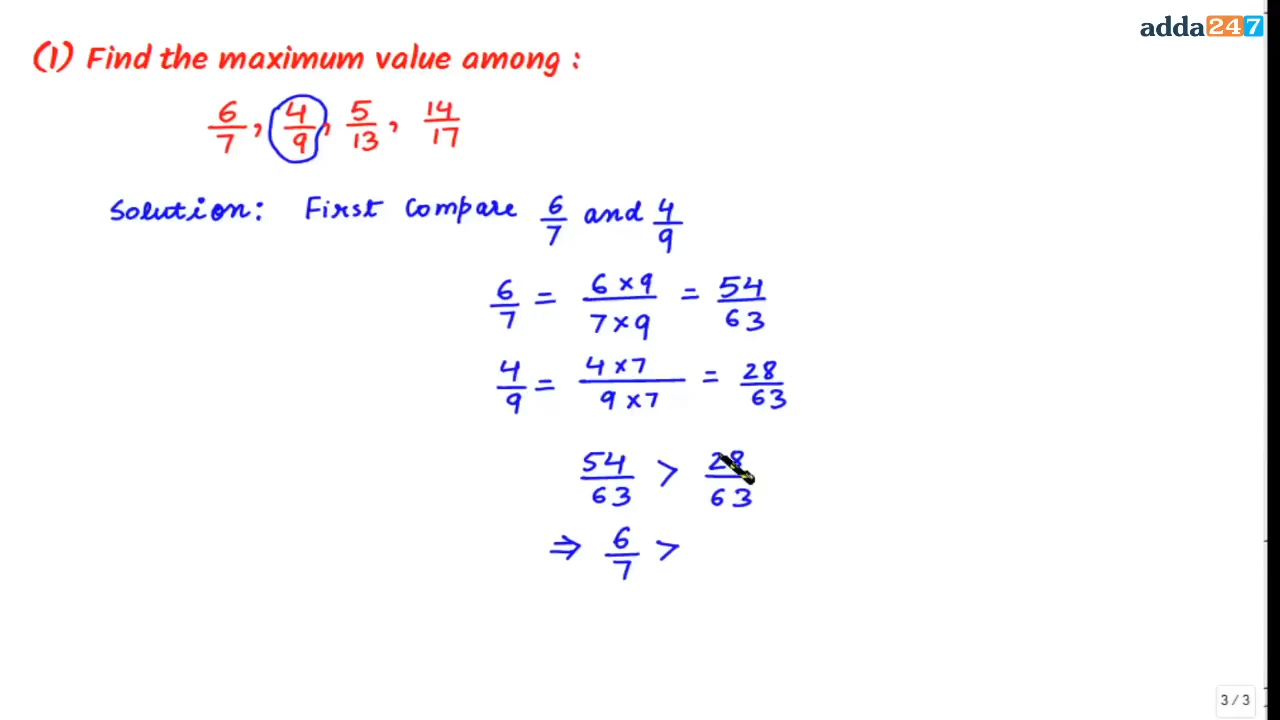 adda247
(1) Find the maximum value among :
6/7, 4/9, 5/13, 14/17
Solution: First compare 6/7 and 4/9
6/7 = 6×9/7×9 = 54/63
4/9 = 4×7/9×7 = 28/63
54/63 > 28/63
⇒ 6/7 >
3/3